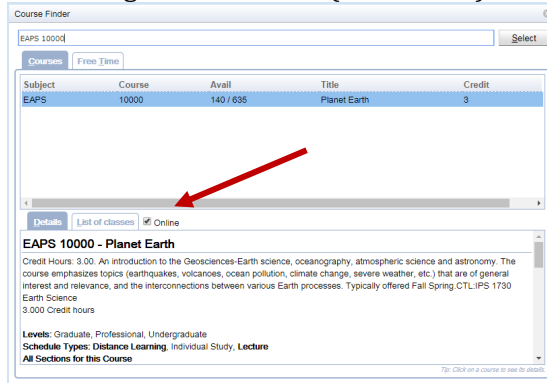 Course Finder
EAPS 10000
Select
Courses Free Time
Subject Course Avail Title Credit
EAPS 10000 140 / 635 Planet Earth 3
Details List of classes Online
EAPS 10000 - Planet Earth
Credit Hours: 3.00. An introduction to the Geosciences-Earth science, oceanography, atmospheric science and astronomy. The
course emphasizes topics (earthquakes, volcanoes, ocean pollution, climate change, severe weather, etc.) that are of general
interest and relevance, and the interconnections between various Earth processes. Typically offered Fall Spring.CTL:IPS 1730
Earth Science
3.000 Credit hours
Levels: Graduate, Professional, Undergraduate
Schedule Types: Distance Learning, Individual Study, Lecture
All Sections for this Course
Tip: Click on a course to see its details.